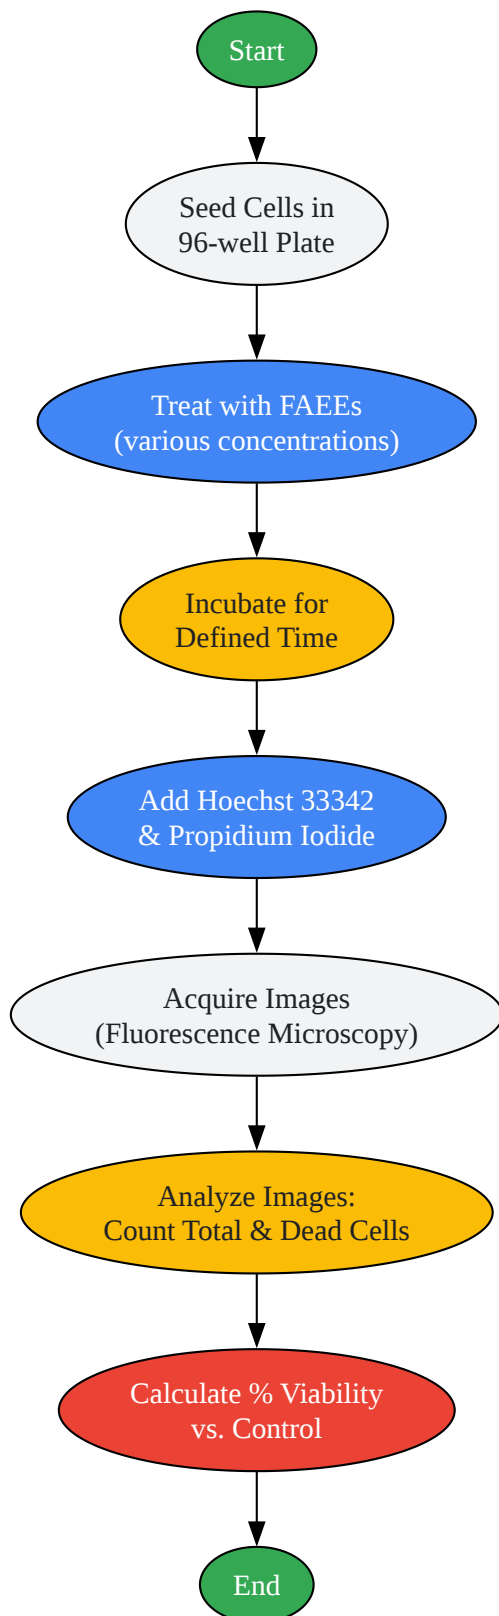 Start
Seed Cells in
96-well Plate
Treat with FAEEs
(various concentrations)
Incubate for
Defined Time
Add Hoechst 33342
& Propidium Iodide
Acquire Images
(Fluorescence Microscopy)
Analyze Images:
Count Total & Dead Cells
Calculate % Viability
vs. Control
End